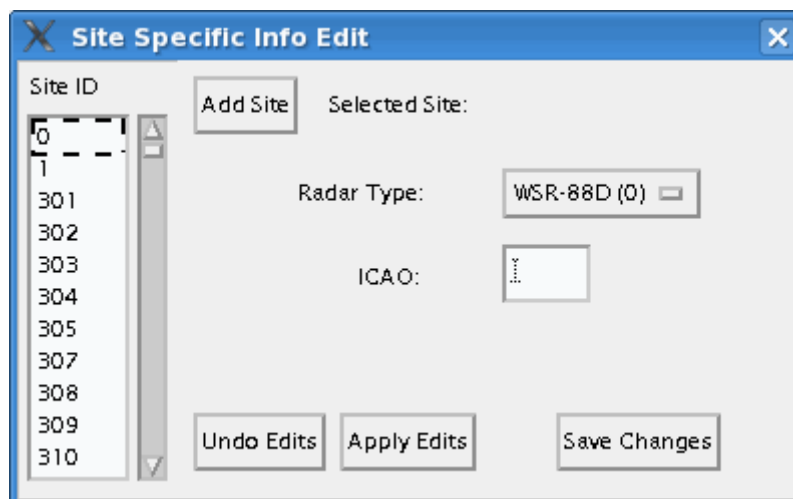 Site Specific Info Edit
Site ID
0
1
301
302
303
304
305
307
308
309
310
Add Site
Selected Site:
Radar Type:
WSR-88D (0)
ICAO:
Undo Edits
Apply Edits
Save Changes